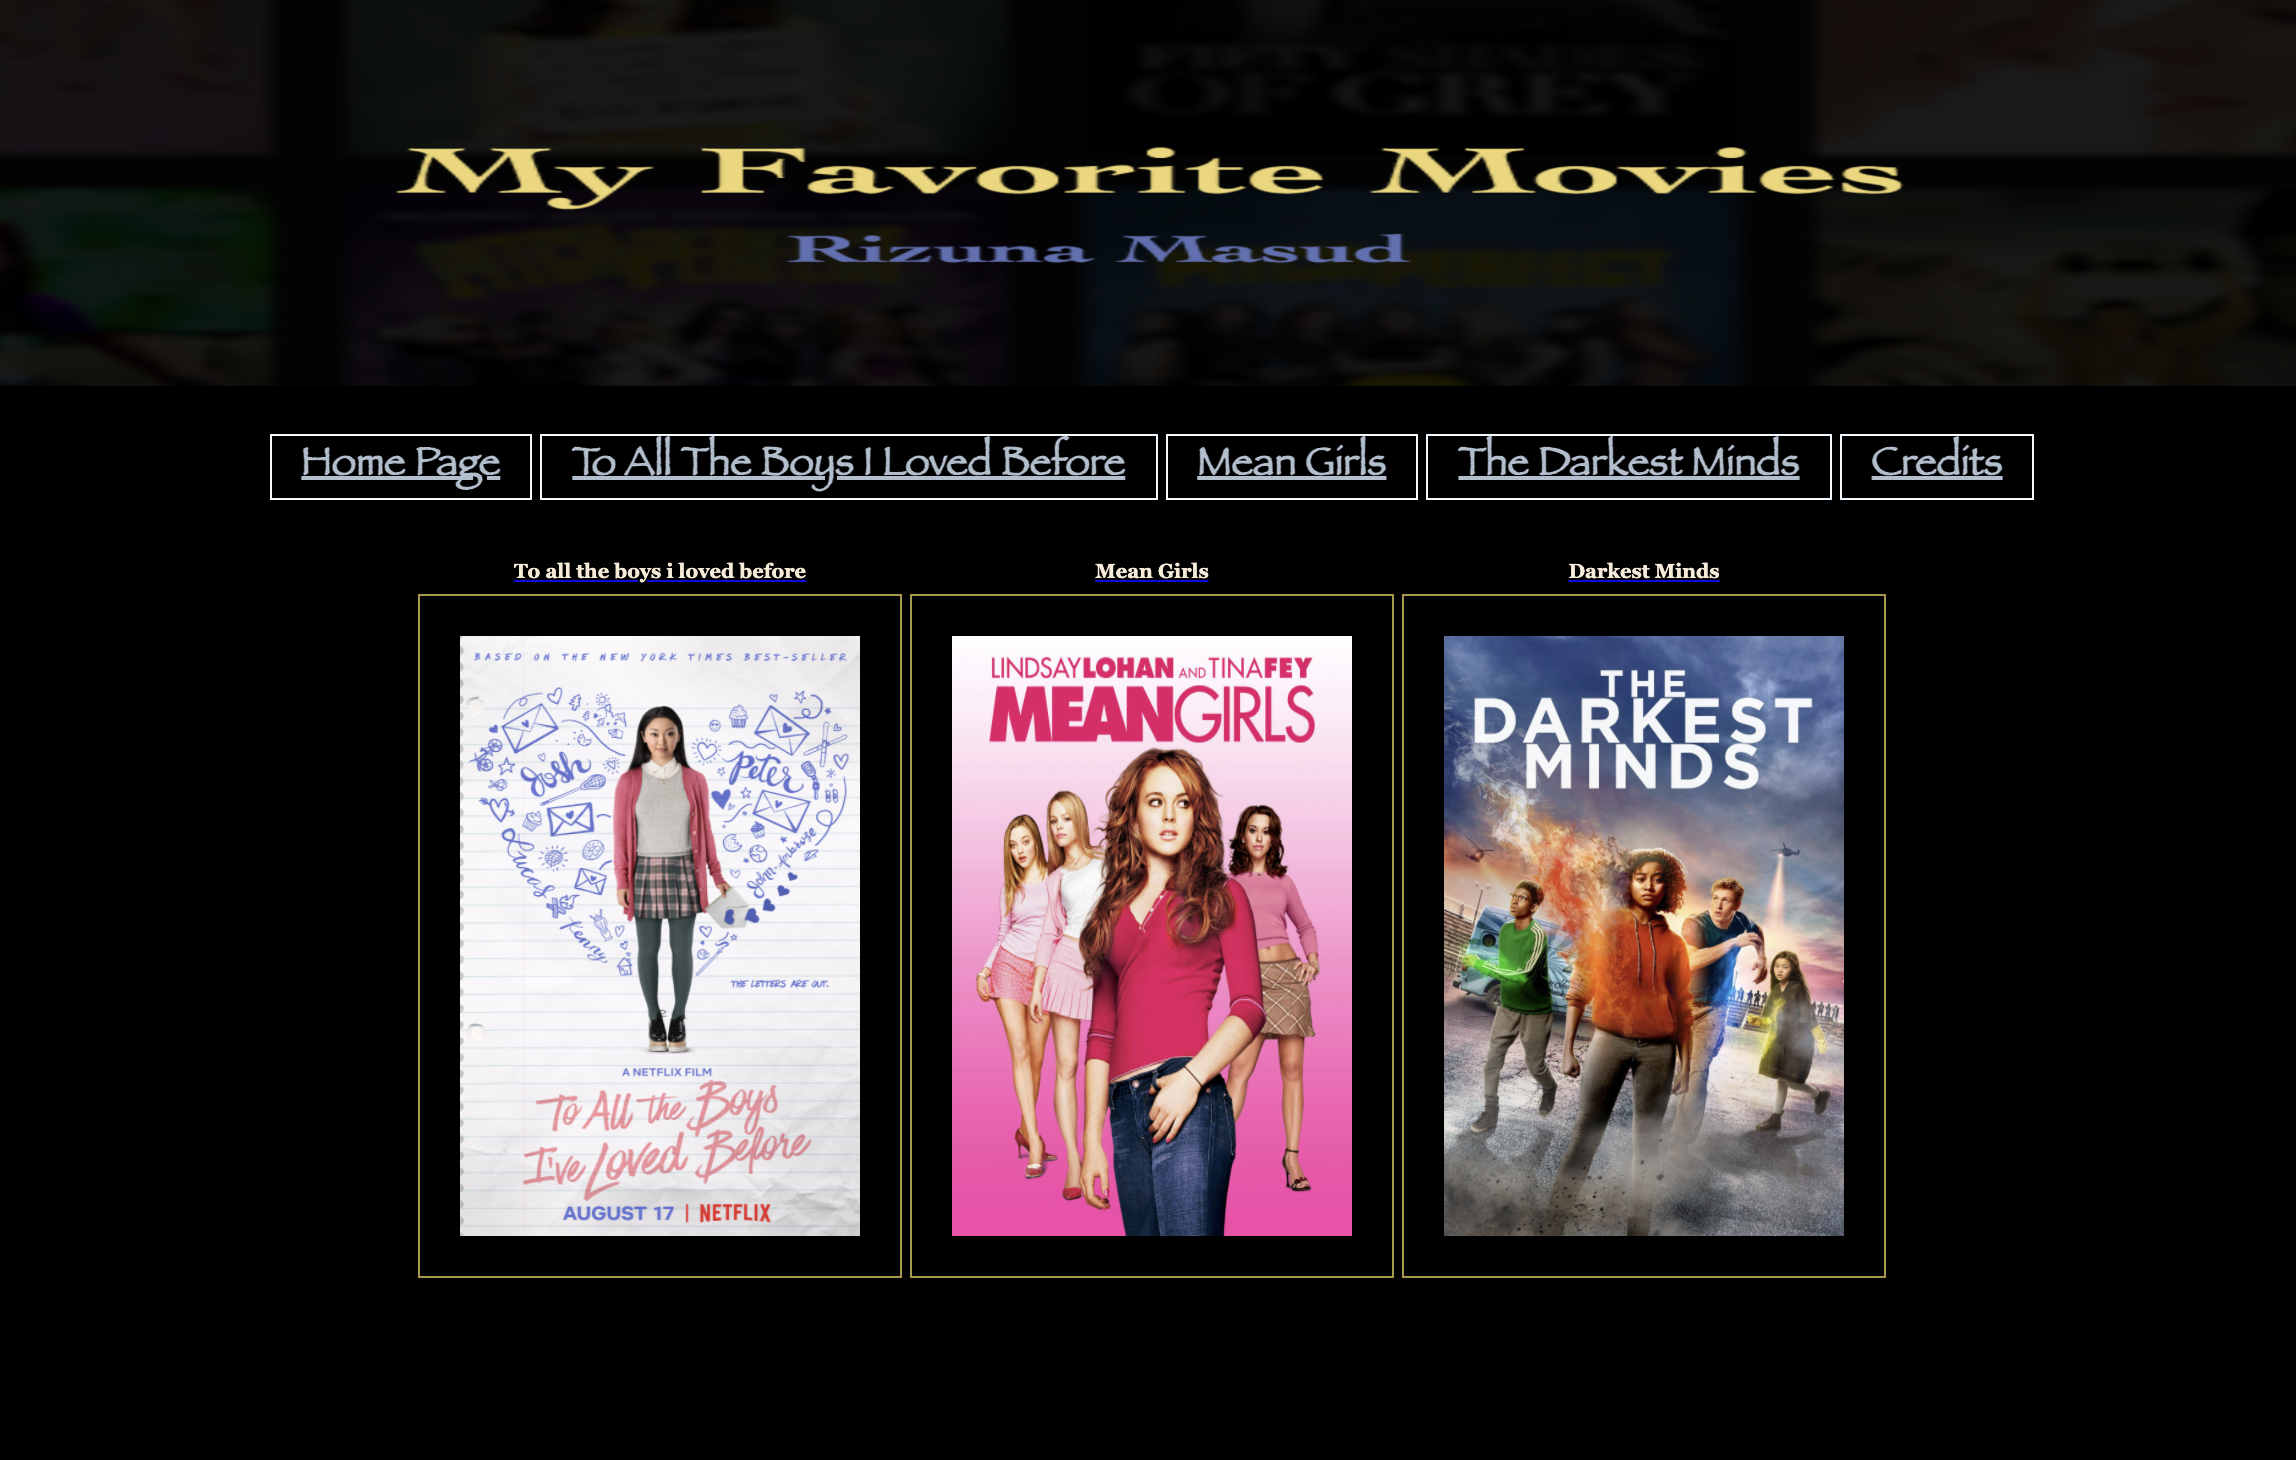 FIFTY SHADES
OF GREY
My Favorite Movies
Rizuna Masud
PERFECT
Home Page
To All The Boys I Loved Before
Mean Girls
The Darkest Minds
Credits
To all the boys i loved before
Mean Girls
Darkest Minds
BASED ON THE NEW YORK TIMES BEST-SELLER
Josh
Peter
Lucas
John Ambrose
Kenny
THE LETTERS ARE OUT.
A NETFLIX FILM
To All The Boys
I've Loved Before
AUGUST 17 | NETFLIX
LINDSAY LOHAN AND TINA FEY
MEAN GIRLS
THE
DARKEST
MINDS